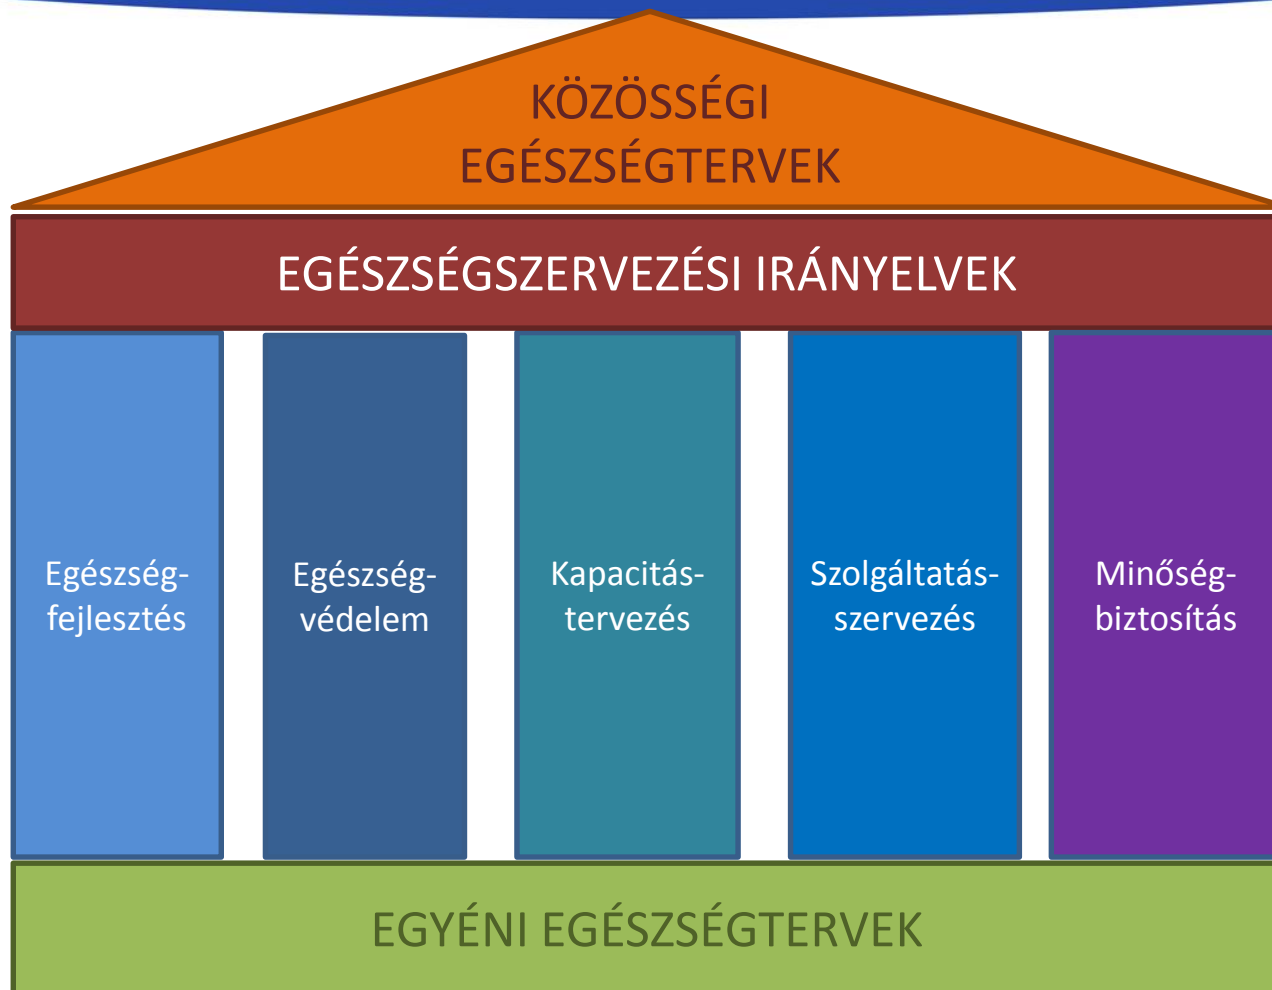 KÖZÖSSÉGI
EGÉSZSÉGTERVEK
EGÉSZSÉGSZERVEZÉSI IRÁNYELVEK
Egészség-
fejlesztés
Egészség-
védelem
Kapacitás-
tervezés
Szolgáltatás-
szervezés
Minőség-
biztosítás
EGYÉNI EGÉSZSÉGTERVEK